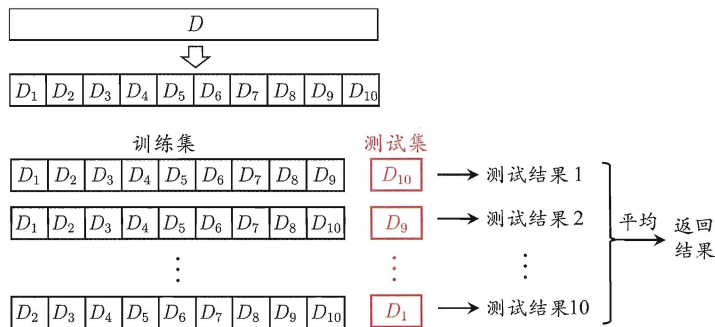 D
D₁ D₂ D₃ D₄ D₅ D₆ D₇ D₈ D₉ D₁₀
训练集 测试集
D₁ D₂ D₃ D₄ D₅ D₆ D₇ D₈ D₉ D₁₀ 测试结果 1
D₁ D₂ D₃ D₄ D₅ D₆ D₇ D₈ D₁₀ D₉ 测试结果 2
平均 返回
结果
⋮ ⋮ ⋮
D₂ D₃ D₄ D₅ D₆ D₇ D₈ D₉ D₁₀ D₁ 测试结果10